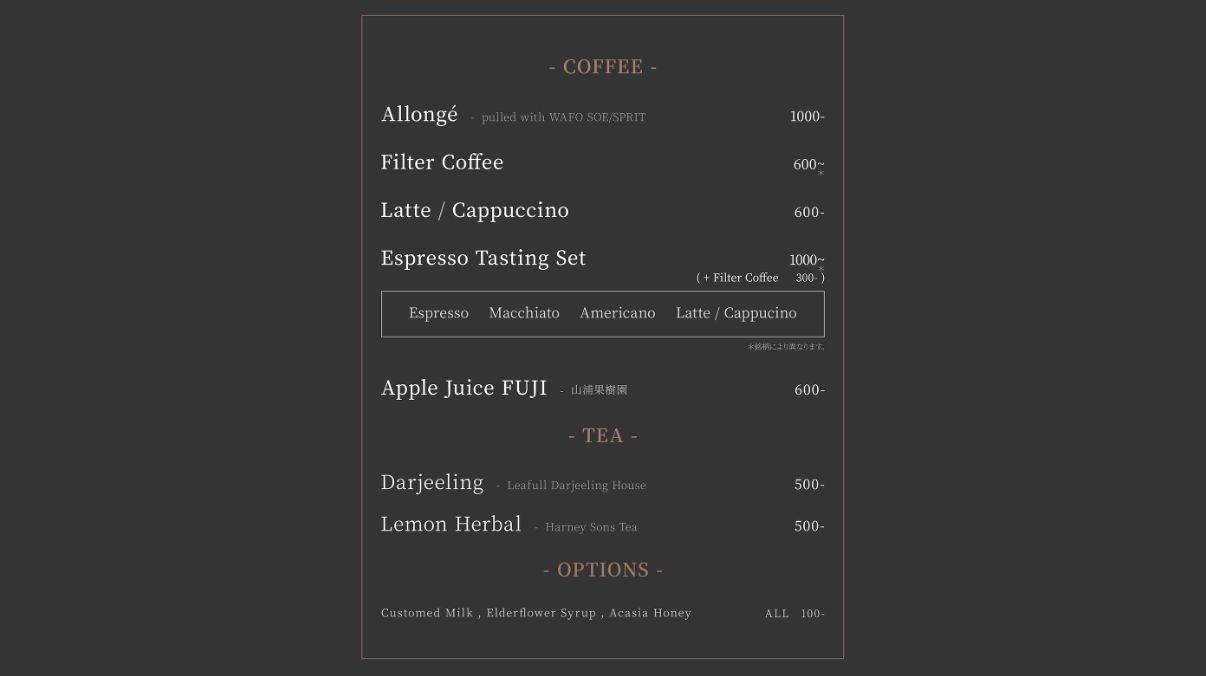 - COFFEE -
Allongé - pulled with WAFO SOE/SPRIT 1000-
Filter Coffee 600~
*
Latte / Cappuccino 600-
Espresso Tasting Set 1000~
*
( + Filter Coffee 300- )
Espresso Macchiato Americano Latte / Cappucino
*銘柄により異なります。
Apple Juice FUJI - 山浦果樹園 600-
- TEA -
Darjeeling - Leafull Darjeeling House 500-
Lemon Herbal - Harney Sons Tea 500-
- OPTIONS -
Customed Milk , Elderflower Syrup , Acasia Honey ALL 100-